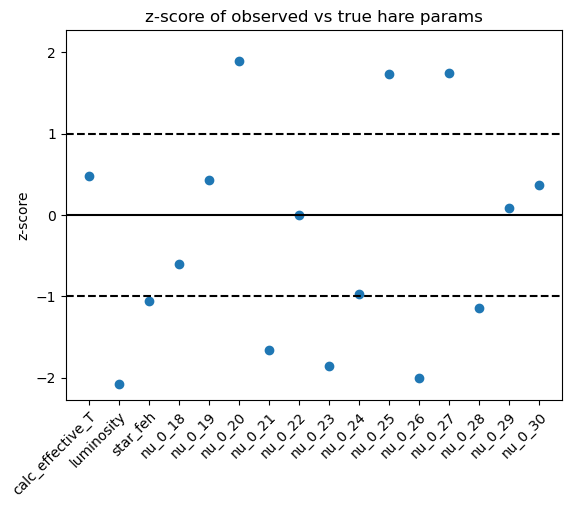 z-score of observed vs true hare params
2
1
0
−1
−2
z-score
calc_effective_T
luminosity
star_feh
nu_0_18
nu_0_19
nu_0_20
nu_0_21
nu_0_22
nu_0_23
nu_0_24
nu_0_25
nu_0_26
nu_0_27
nu_0_28
nu_0_29
nu_0_30